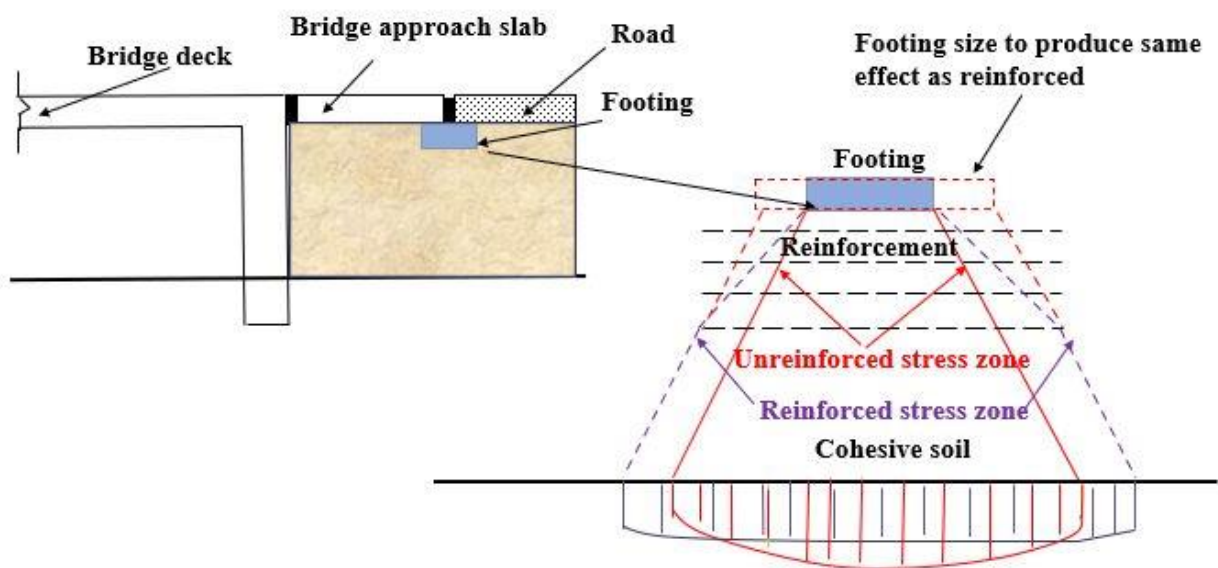 Bridge deck
Bridge approach slab
Road
Footing
Footing size to produce same
effect as reinforced
Footing
Reinforcement
Unreinforced stress zone
Reinforced stress zone
Cohesive soil